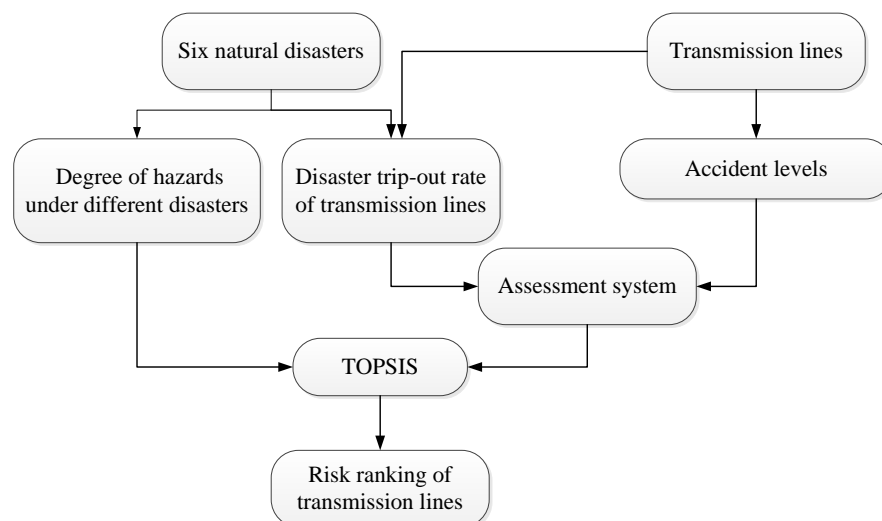 Six natural disasters
Transmission lines
Degree of hazards
under different disasters
Disaster trip-out rate
of transmission lines
Accident levels
Assessment system
TOPSIS
Risk ranking of
transmission lines